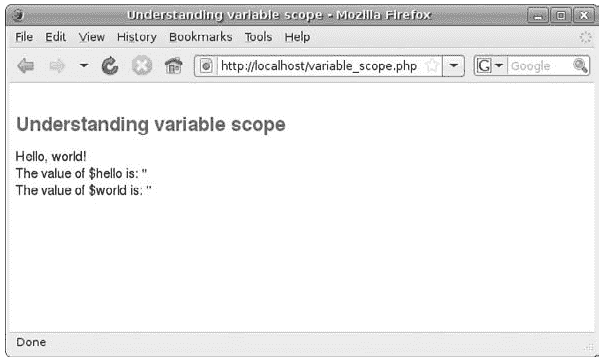 Understanding variable scope - Mozilla Firefox
File Edit View History Bookmarks Tools Help
http://localhost/variable_scope.php
G Google
Understanding variable scope
Hello, world!
The value of $hello is: ''
The value of $world is: ''
Done